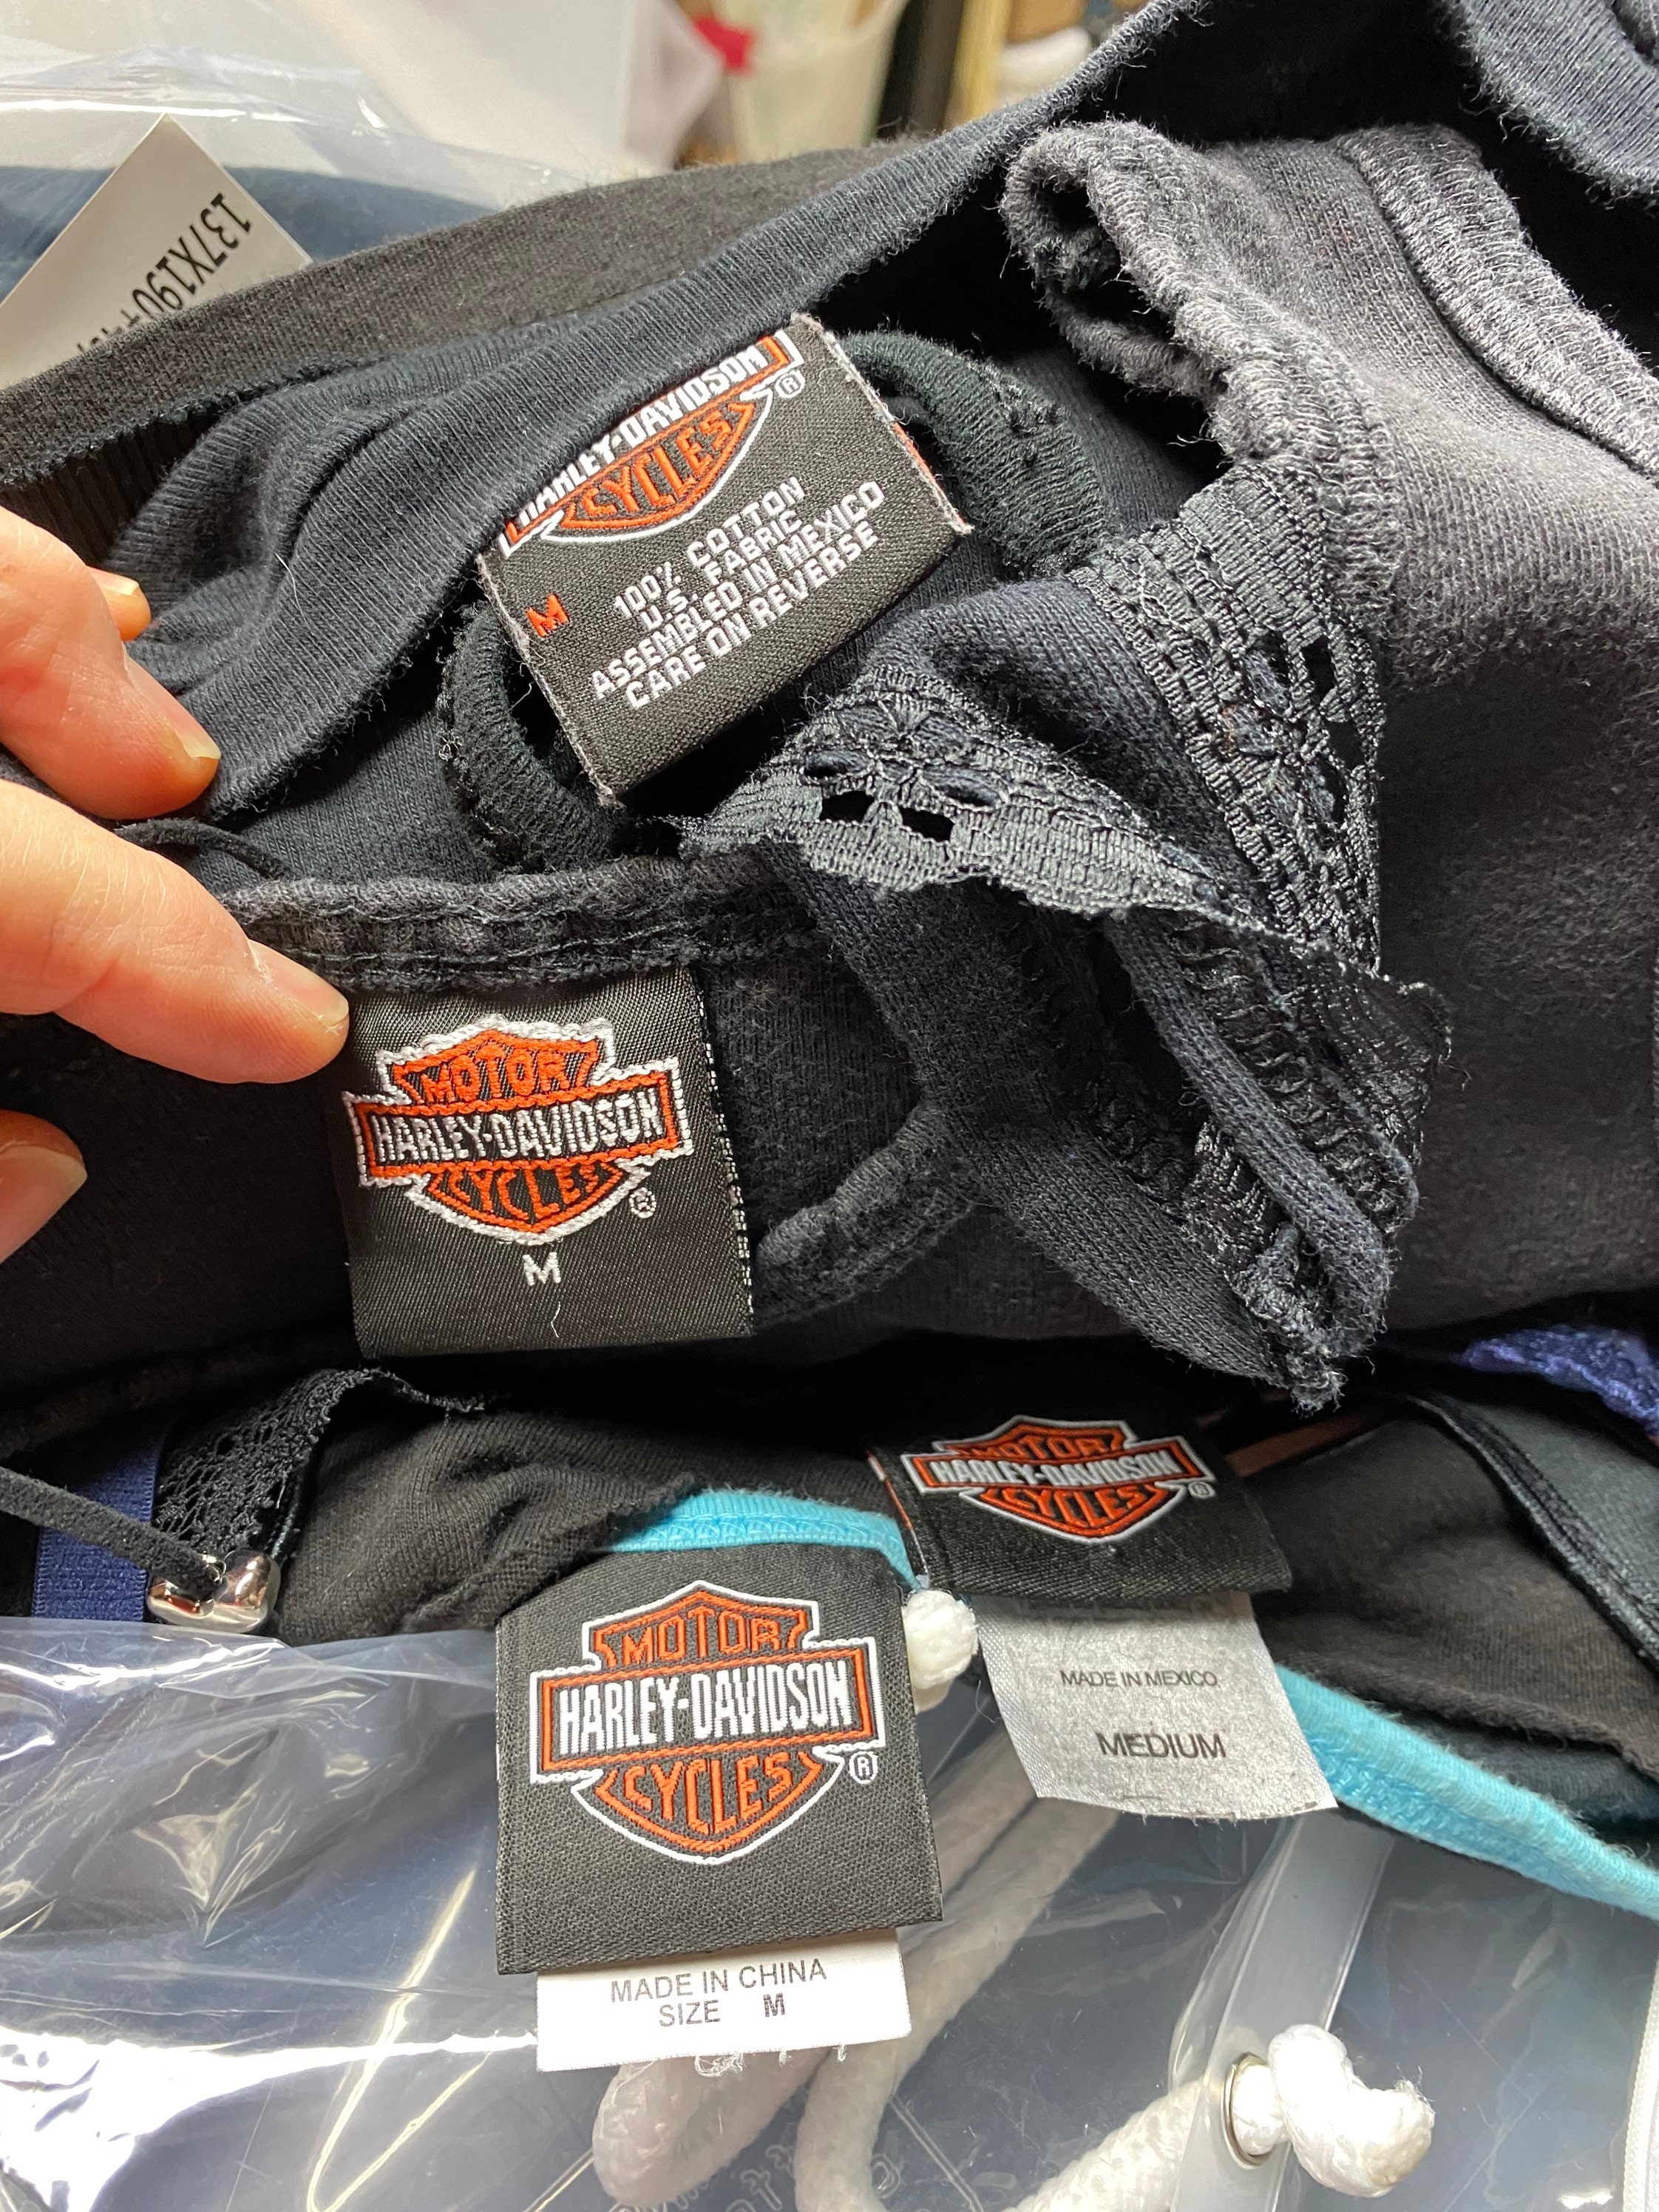 137X190+
HARLEY-DAVIDSON
®
CYCLES
M
100% COTTON
U.S. FABRIC
ASSEMBLED IN MEXICO
CARE ON REVERSE
MOTOR
HARLEY-DAVIDSON
CYCLES
®
M
MOTOR
HARLEY-DAVIDSON
CYCLES
®
MADE IN MEXICO
MEDIUM
MOTOR
HARLEY-DAVIDSON
CYCLES
®
MADE IN CHINA
SIZE M